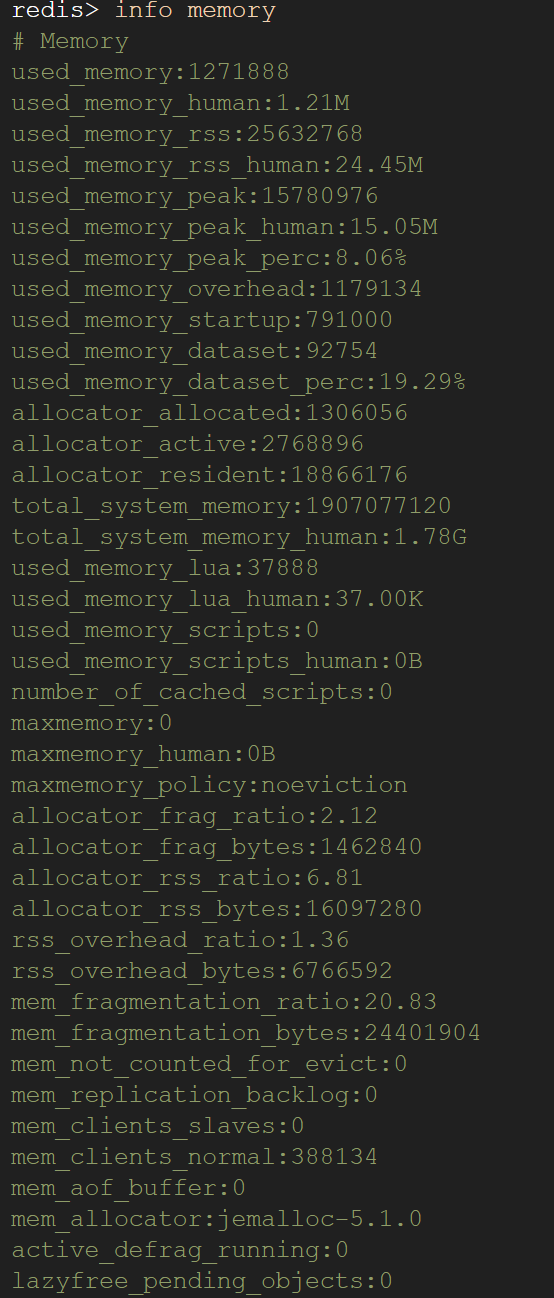 redis> info memory
# Memory
used_memory:1271888
used_memory_human:1.21M
used_memory_rss:25632768
used_memory_rss_human:24.45M
used_memory_peak:15780976
used_memory_peak_human:15.05M
used_memory_peak_perc:8.06%
used_memory_overhead:1179134
used_memory_startup:791000
used_memory_dataset:92754
used_memory_dataset_perc:19.29%
allocator_allocated:1306056
allocator_active:2768896
allocator_resident:18866176
total_system_memory:1907077120
total_system_memory_human:1.78G
used_memory_lua:37888
used_memory_lua_human:37.00K
used_memory_scripts:0
used_memory_scripts_human:0B
number_of_cached_scripts:0
maxmemory:0
maxmemory_human:0B
maxmemory_policy:noeviction
allocator_frag_ratio:2.12
allocator_frag_bytes:1462840
allocator_rss_ratio:6.81
allocator_rss_bytes:16097280
rss_overhead_ratio:1.36
rss_overhead_bytes:6766592
mem_fragmentation_ratio:20.83
mem_fragmentation_bytes:24401904
mem_not_counted_for_evict:0
mem_replication_backlog:0
mem_clients_slaves:0
mem_clients_normal:388134
mem_aof_buffer:0
mem_allocator:jemalloc-5.1.0
active_defrag_running:0
lazyfree_pending_objects:0